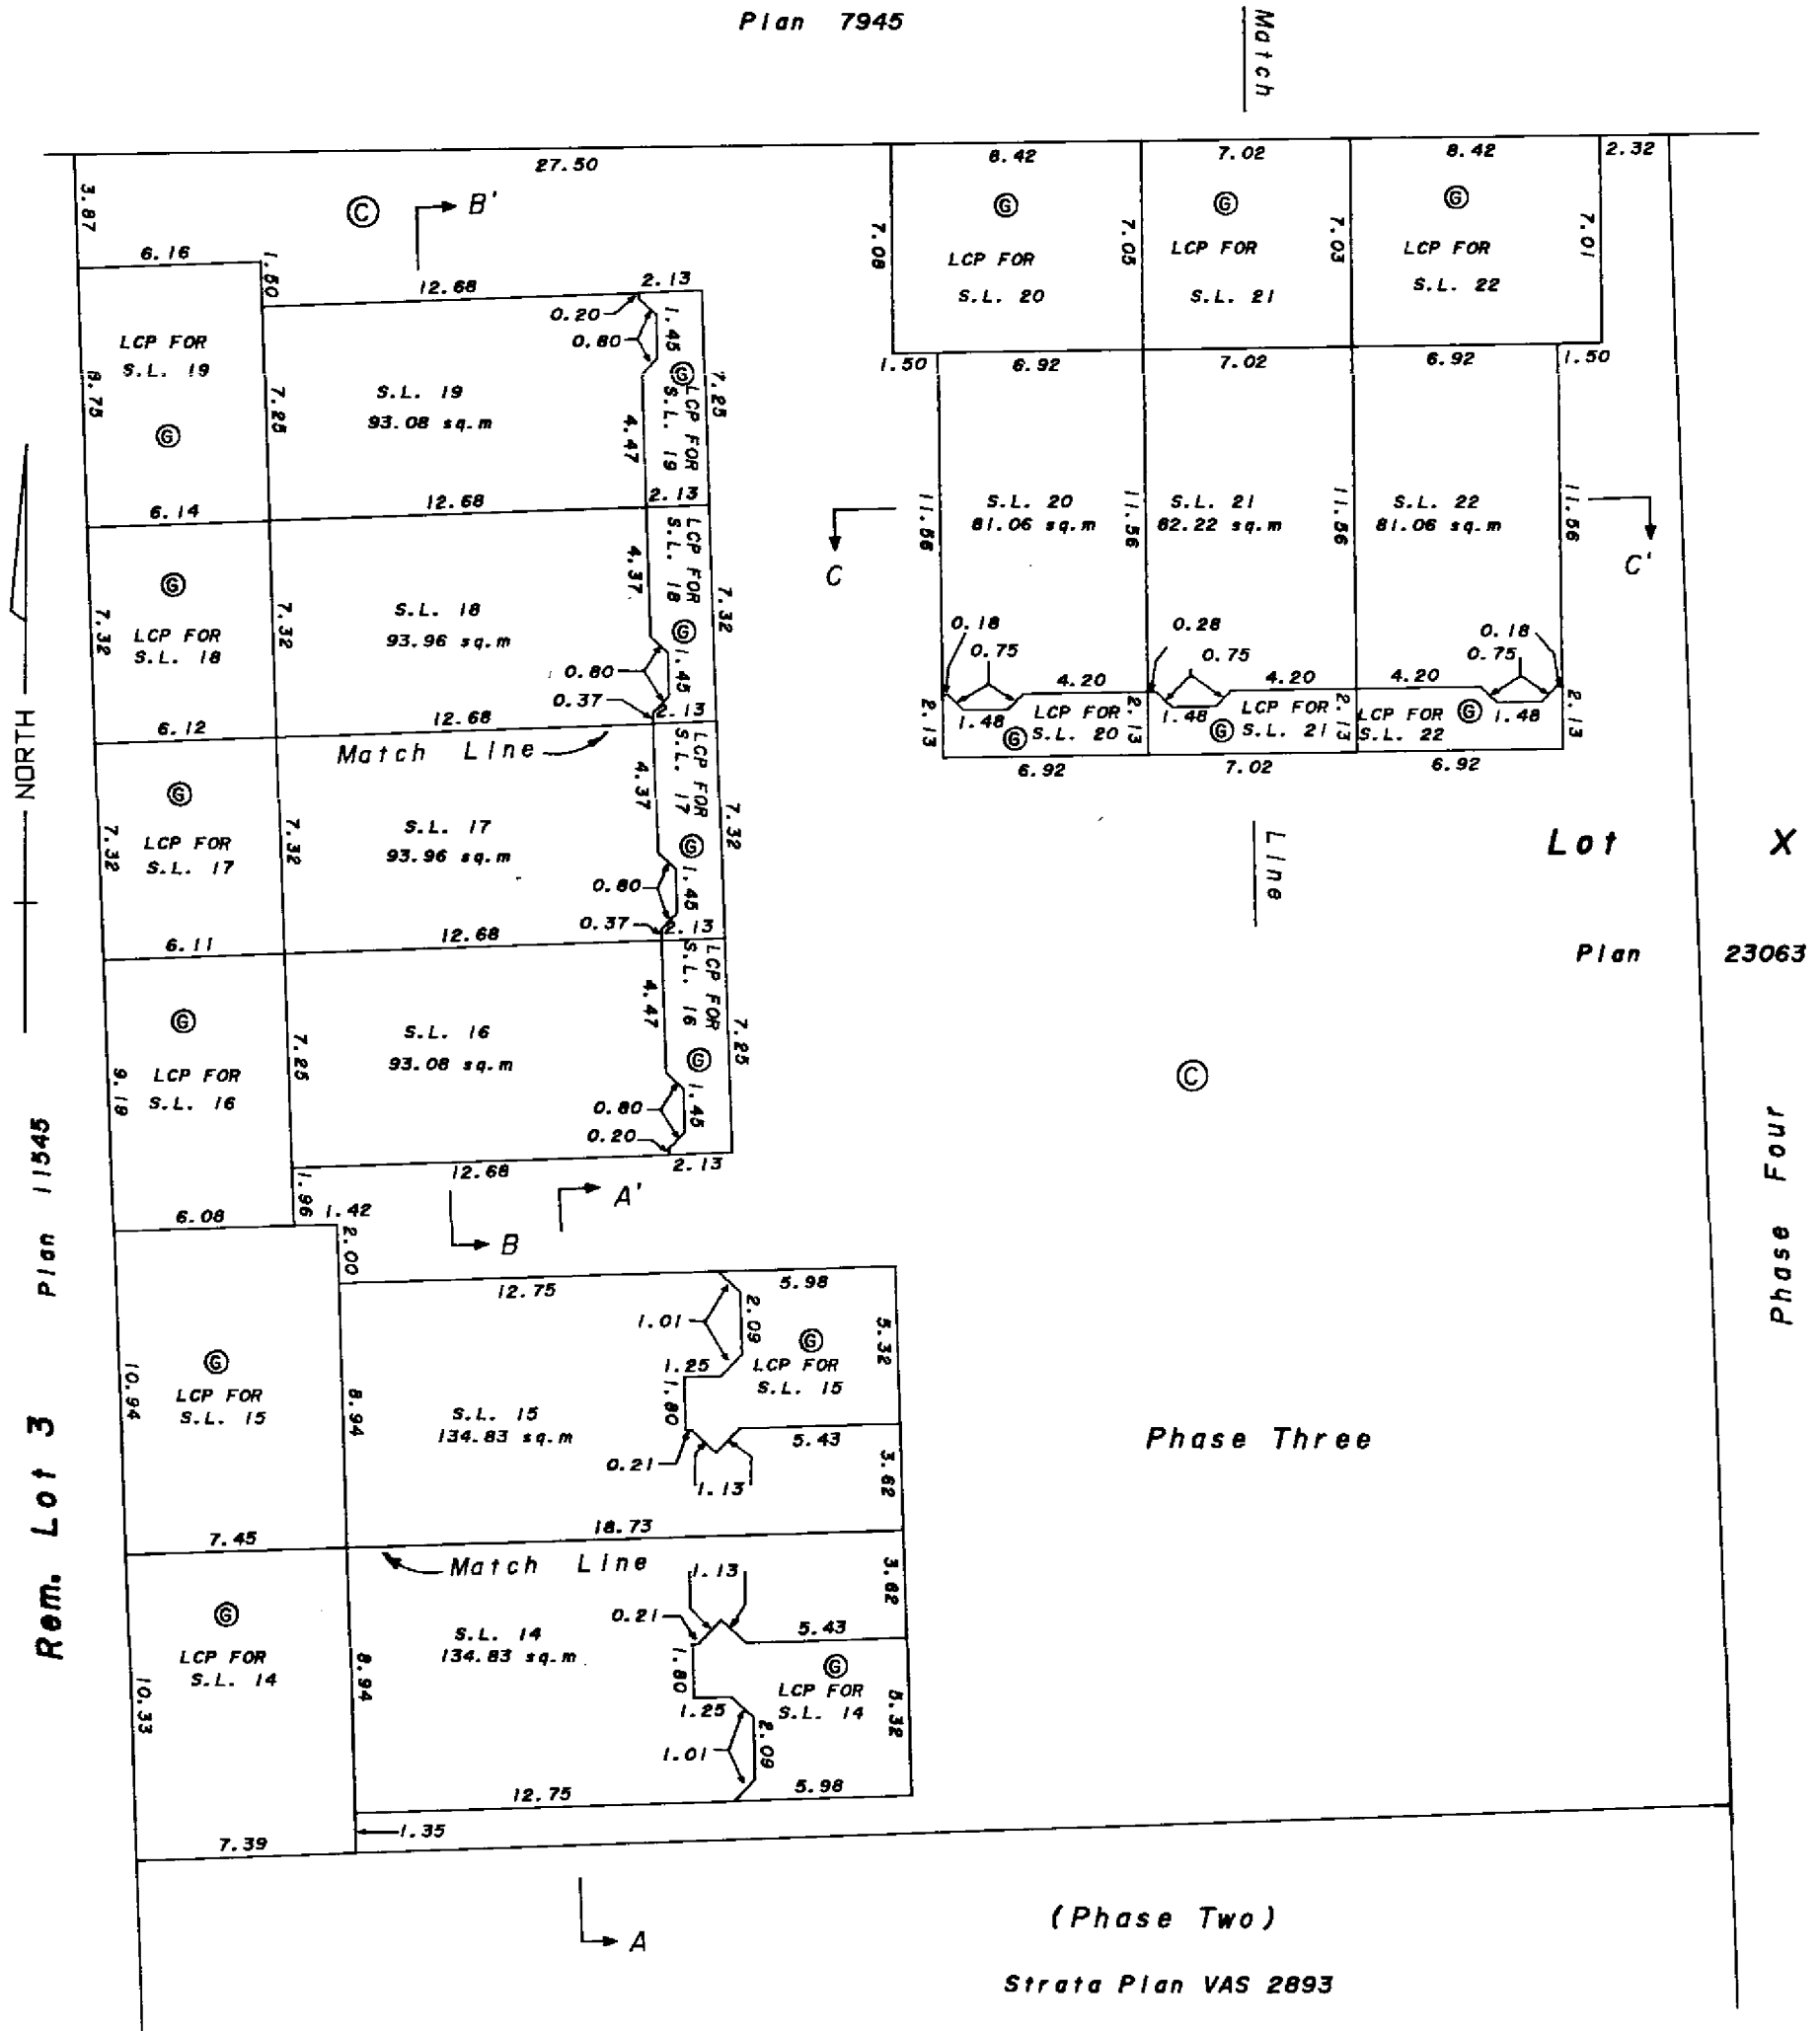 Plan 7945
Match
27.50
8.42
7.02
8.42
2.32
3.87
C
B'
G
G
G
7.08
LCP FOR
S.L. 20
7.05
LCP FOR
S.L. 21
7.03
LCP FOR
S.L. 22
7.01
6.16
1.50
12.68
2.13
0.20
0.80
1.45
LCP FOR
S.L. 19
G
8.75
7.25
S.L. 19
93.08 sq.m
4.47
G
LCP FOR
S.L. 19
7.25
1.50
6.92
7.02
6.92
1.50
6.14
12.68
2.13
S.L. 20
81.06 sq.m
S.L. 21
82.22 sq.m
S.L. 22
81.06 sq.m
11.56
11.56
11.56
11.56
C
C'
G
LCP FOR
S.L. 18
7.32
7.32
S.L. 18
93.96 sq.m
4.37
LCP FOR
S.L. 18
G
7.32
0.80
1.45
0.37
0.18
0.75
0.28
0.75
0.18
0.75
4.20
4.20
4.20
2.13
1.48
G
LCP FOR
S.L. 20
2.13
1.48
G
LCP FOR
S.L. 21
2.13
LCP FOR
S.L. 22
G
1.48
2.13
6.92
7.02
6.92
6.12
12.68
2.13
Match Line
NORTH
G
LCP FOR
S.L. 17
7.32
7.32
S.L. 17
93.96 sq.m
4.37
LCP FOR
S.L. 17
G
7.32
0.80
1.45
0.37
Line
Lot X
Plan 23063
6.11
12.68
2.13
G
LCP FOR
S.L. 16
9.19
7.25
S.L. 16
93.08 sq.m
4.47
LCP FOR
S.L. 16
G
7.25
0.80
1.45
0.20
C
12.68
2.13
1.96
1.42
A'
B
6.08
2.00
12.75
5.98
Plan 11545
Phase Four
G
LCP FOR
S.L. 15
10.94
8.94
S.L. 15
134.83 sq.m
1.01
2.09
1.25
1.80
0.21
1.13
G
LCP FOR
S.L. 15
5.32
5.43
3.62
Phase Three
7.45
18.73
Match Line
Rem. Lot 3
G
LCP FOR
S.L. 14
10.33
8.94
S.L. 14
134.83 sq.m
1.13
0.21
3.62
5.43
1.80
1.25
2.09
1.01
G
LCP FOR
S.L. 14
5.32
12.75
5.98
1.35
7.39
A
(Phase Two)
Strata Plan VAS 2893